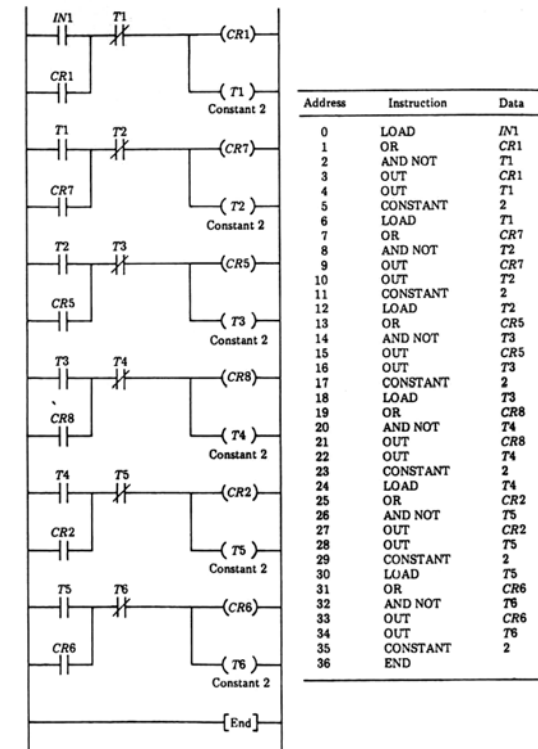 IN1 T1
(CR1)
CR1
(T1)
Constant 2
T1 T2
(CR7)
CR7
(T2)
Constant 2
T2 T3
(CR5)
CR5
(T3)
Constant 2
T3 T4
(CR8)
CR8
(T4)
Constant 2
T4 T5
(CR2)
CR2
(T5)
Constant 2
T5 T6
(CR6)
CR6
(T6)
Constant 2
[End]
Address Instruction Data
0 LOAD IN1
1 OR CR1
2 AND NOT T1
3 OUT CR1
4 OUT T1
5 CONSTANT 2
6 LOAD T1
7 OR CR7
8 AND NOT T2
9 OUT CR7
10 OUT T2
11 CONSTANT 2
12 LOAD T2
13 OR CR5
14 AND NOT T3
15 OUT CR5
16 OUT T3
17 CONSTANT 2
18 LOAD T3
19 OR CR8
20 AND NOT T4
21 OUT CR8
22 OUT T4
23 CONSTANT 2
24 LOAD T4
25 OR CR2
26 AND NOT T5
27 OUT CR2
28 OUT T5
29 CONSTANT 2
30 LOAD T5
31 OR CR6
32 AND NOT T6
33 OUT CR6
34 OUT T6
35 CONSTANT 2
36 END